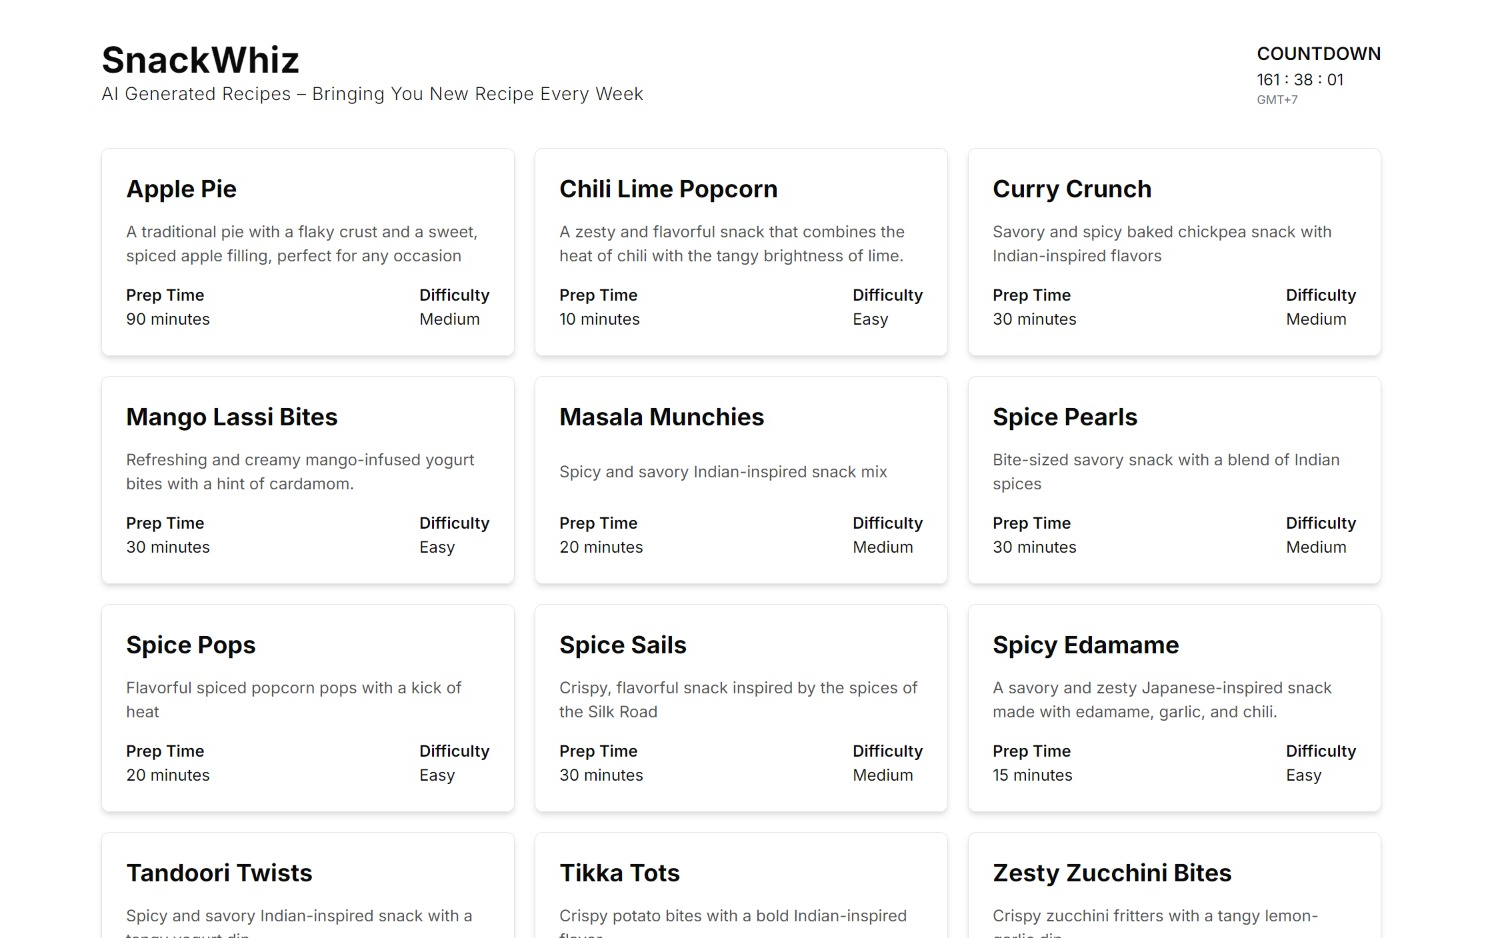 SnackWhiz
AI Generated Recipes – Bringing You New Recipe Every Week
COUNTDOWN
161 : 38 : 01
GMT+7
Apple Pie
A traditional pie with a flaky crust and a sweet,
spiced apple filling, perfect for any occasion
Prep Time
Difficulty
90 minutes
Medium
Chili Lime Popcorn
A zesty and flavorful snack that combines the
heat of chili with the tangy brightness of lime.
Prep Time
Difficulty
10 minutes
Easy
Curry Crunch
Savory and spicy baked chickpea snack with
Indian-inspired flavors
Prep Time
Difficulty
30 minutes
Medium
Mango Lassi Bites
Refreshing and creamy mango-infused yogurt
bites with a hint of cardamom.
Prep Time
Difficulty
30 minutes
Easy
Masala Munchies
Spicy and savory Indian-inspired snack mix
Prep Time
Difficulty
20 minutes
Medium
Spice Pearls
Bite-sized savory snack with a blend of Indian
spices
Prep Time
Difficulty
30 minutes
Medium
Spice Pops
Flavorful spiced popcorn pops with a kick of
heat
Prep Time
Difficulty
20 minutes
Easy
Spice Sails
Crispy, flavorful snack inspired by the spices of
the Silk Road
Prep Time
Difficulty
30 minutes
Medium
Spicy Edamame
A savory and zesty Japanese-inspired snack
made with edamame, garlic, and chili.
Prep Time
Difficulty
15 minutes
Easy
Tandoori Twists
Spicy and savory Indian-inspired snack with a
tangy yogurt dip
Tikka Tots
Crispy potato bites with a bold Indian-inspired
flavor
Zesty Zucchini Bites
Crispy zucchini fritters with a tangy lemon-
garlic dip